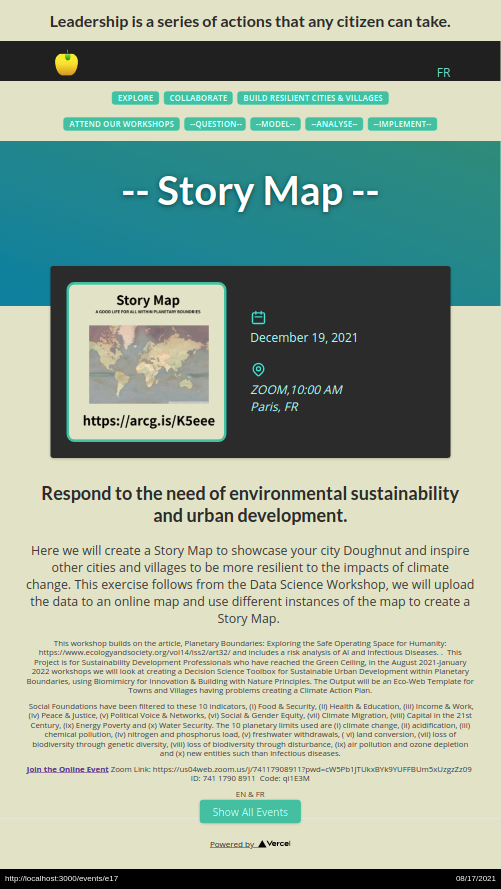 Leadership is a series of actions that any citizen can take.
FR
EXPLORE COLLABORATE BUILD RESILIENT CITIES & VILLAGES
ATTEND OUR WORKSHOPS --QUESTION-- --MODEL-- --ANALYSE-- --IMPLEMENT--
-- Story Map --
Story Map
A GOOD LIFE FOR ALL WITHIN PLANETARY BOUNDRIES
https://arcg.is/K5eee
December 19, 2021
ZOOM,10:00 AM
Paris, FR
Respond to the need of environmental sustainability
and urban development.
Here we will create a Story Map to showcase your city Doughnut and inspire
other cities and villages to be more resilient to the impacts of climate
change. This exercise follows from the Data Science Workshop, we will upload
the data to an online map and use different instances of the map to create a
Story Map.
This workshop builds on the article, Planetary Boundaries: Exploring the Safe Operating Space for Humanity:
https://www.ecologyandsociety.org/vol14/iss2/art32/ and includes a risk analysis of AI and Infectious Diseases. . This
Project is for Sustainability Development Professionals who have reached the Green Ceiling, in the August 2021-January
2022 workshops we will look at creating a Decision Science Toolbox for Sustainable Urban Development within Planetary
Boundaries, using Biomimicry for Innovation & Building with Nature Principles. The Output will be an Eco-Web Template for
Towns and Villages having problems creating a Climate Action Plan.
Social Foundations have been filtered to these 10 indicators, (i) Food & Security, (ii) Health & Education, (iii) Income & Work,
(iv) Peace & Justice, (v) Political Voice & Networks, (vi) Social & Gender Equity, (vii) Climate Migration, (viii) Capital in the 21st
Century, (ix) Energy Poverty and (x) Water Security. The 10 planetary limits used are (i) climate change, (ii) acidification, (iii)
chemical pollution, (iv) nitrogen and phosphorus load, (v) freshwater withdrawals, ( vi) land conversion, (vii) loss of
biodiversity through genetic diversity, (viii) loss of biodiversity through disturbance, (ix) air pollution and ozone depletion
and (x) new entities such than infectious diseases.
Join the Online Event Zoom Link: https://us04web.zoom.us/j/74117908911?pwd=cW5Pb1JTUkxBYk9YUFFBUm5xUzgzZz09
ID: 741 1790 8911 Code: qi1E3M
EN & FR
Show All Events
Powered by Vercel
http://localhost:3000/events/e17 08/17/2021